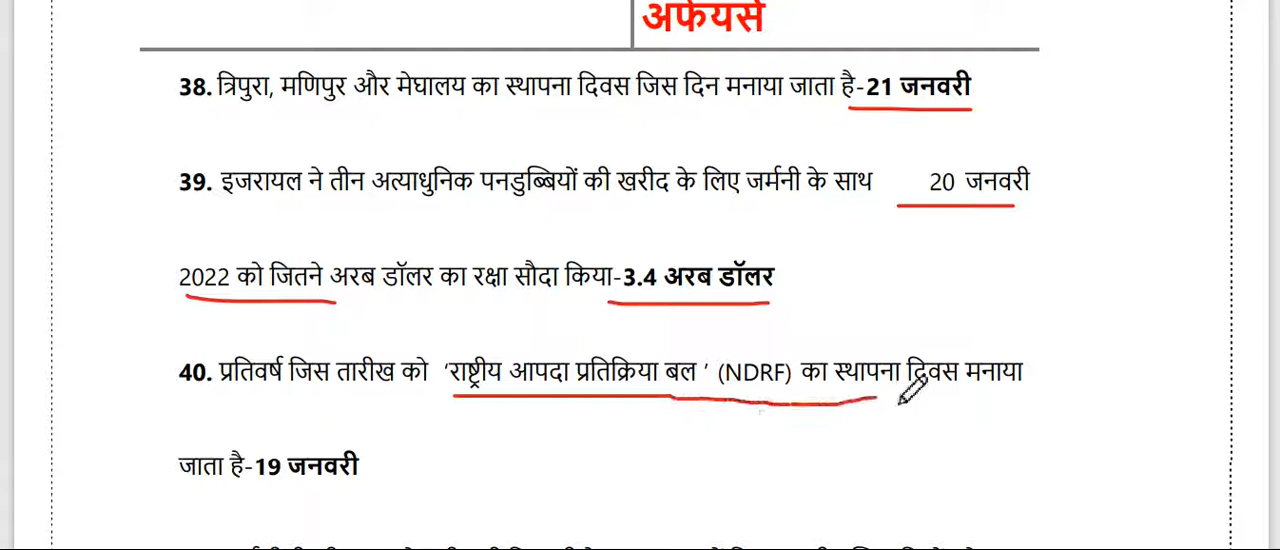 अफेयर्स
38. त्रिपुरा, मणिपुर और मेघालय का स्थापना दिवस जिस दिन मनाया जाता है-21 जनवरी
39. इजरायल ने तीन अत्याधुनिक पनडुब्बियों की खरीद के लिए जर्मनी के साथ 20 जनवरी
2022 को जितने अरब डॉलर का रक्षा सौदा किया-3.4 अरब डॉलर
40. प्रतिवर्ष जिस तारीख को 'राष्ट्रीय आपदा प्रतिक्रिया बल ' (NDRF) का स्थापना दिवस मनाया
जाता है-19 जनवरी